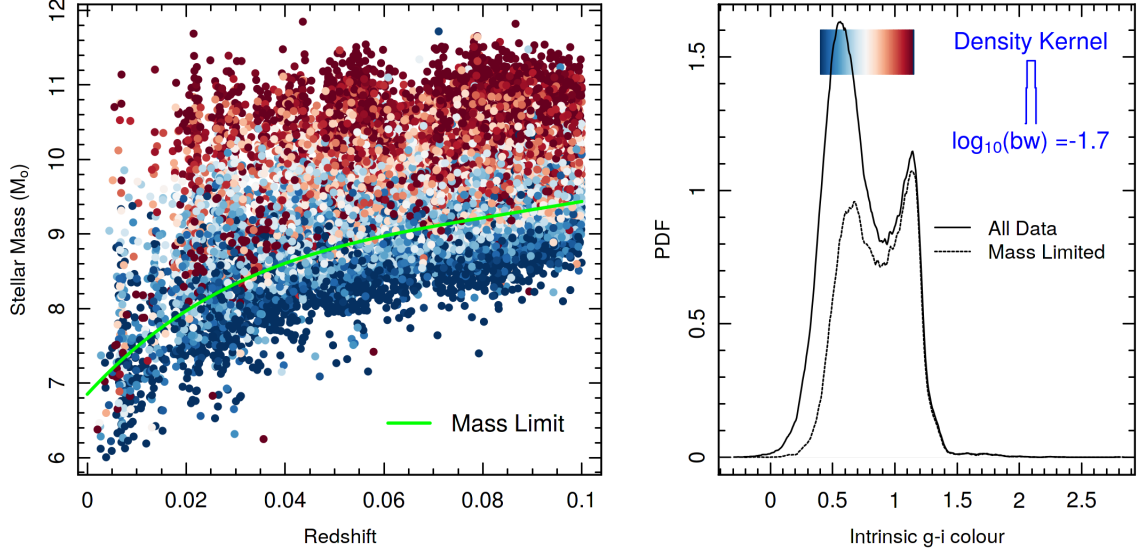 12
11
10
9
8
7
6
Stellar Mass (Mo)
Mass Limit
0 0.02 0.04 0.06 0.08 0.1
Redshift
1.5
1
0.5
0
PDF
Density Kernel
log10(bw) =-1.7
All Data
Mass Limited
0 0.5 1 1.5 2 2.5
Intrinsic g-i colour